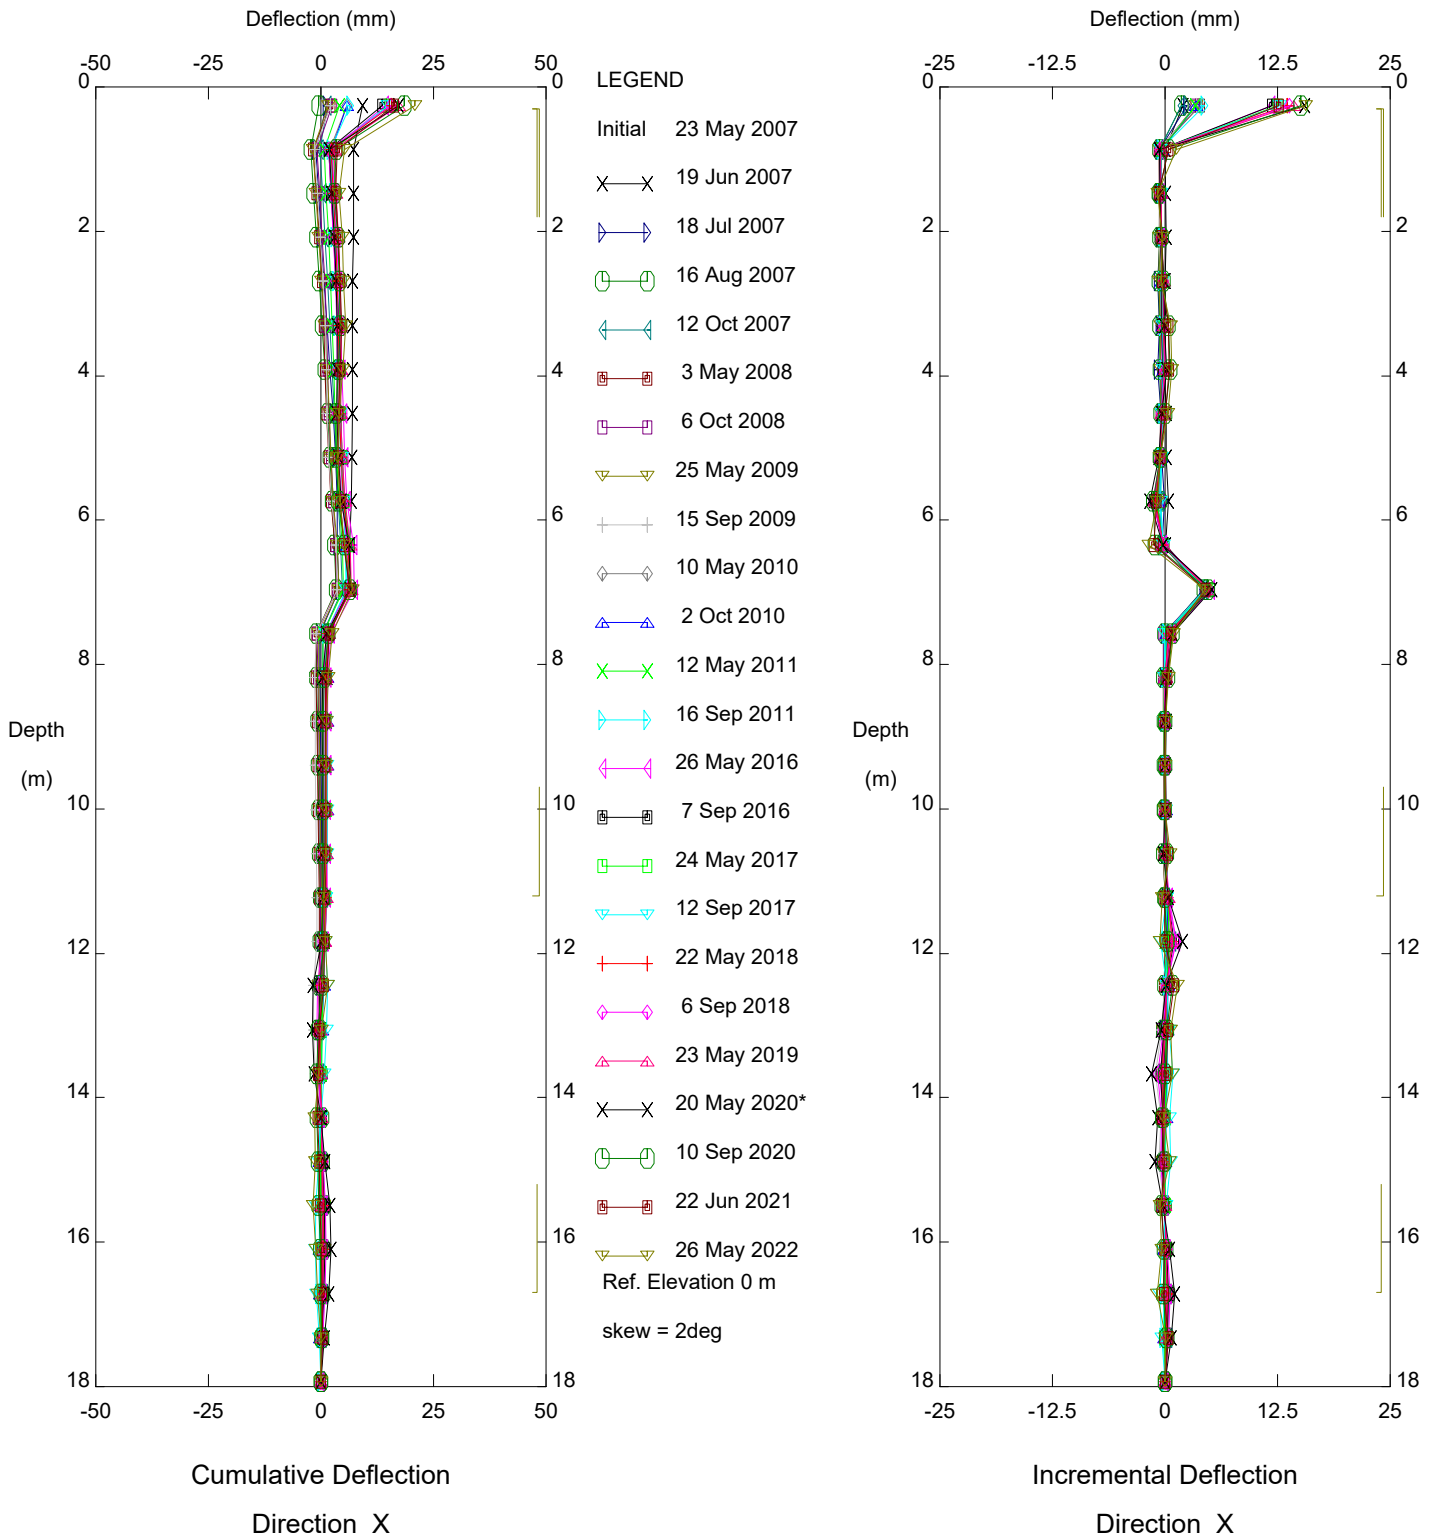 Deflection (mm)
-50 -25 0 25 50
0 0
2 2
4 4
6 6
8 8
Depth
(m)
10 10
12 12
14 14
16 16
18 18
-50 -25 0 25 50
Cumulative Deflection
Direction X
LEGEND
Initial 23 May 2007
19 Jun 2007
18 Jul 2007
16 Aug 2007
12 Oct 2007
3 May 2008
6 Oct 2008
25 May 2009
15 Sep 2009
10 May 2010
2 Oct 2010
12 May 2011
16 Sep 2011
26 May 2016
7 Sep 2016
24 May 2017
12 Sep 2017
22 May 2018
6 Sep 2018
23 May 2019
20 May 2020*
10 Sep 2020
22 Jun 2021
26 May 2022
Ref. Elevation 0 m
skew = 2deg
Deflection (mm)
-25 -12.5 0 12.5 25
0 0
2 2
4 4
6 6
8 8
Depth
(m)
10 10
12 12
14 14
16 16
18 18
-25 -12.5 0 12.5 25
Incremental Deflection
Direction X